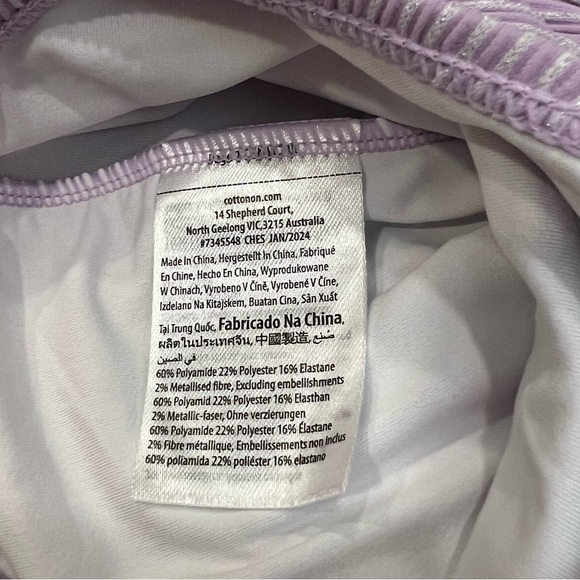 cottonon.com
14 Shepherd Court,
North Geelong VIC,3215 Australia
#7345548 CHES JAN/2024
Made In China, Hergestellt In China, Fabriqué
En Chine, Hecho En China, Wyprodukowane
W Chinach, Vyrobeno V Číně, Vyrobené V Číne,
Izdelano Na Kitajskem, Buatan Cina, Sản Xuất
Tại Trung Quốc, Fabricado Na China,
ผลิตในประเทศจีน, 中國製造, صُنع
في الصين
60% Polyamide 22% Polyester 16% Elastane
2% Metallised fibre, Excluding embellishments
60% Polyamid 22% Polyester 16% Elasthan
2% Metallic-faser, Ohne verzierungen
60% Polyamide 22% Polyester 16% Élastane
2% Fibre métallique, Embellissements non inclus
60% poliamida 22% poliéster 16% elastano